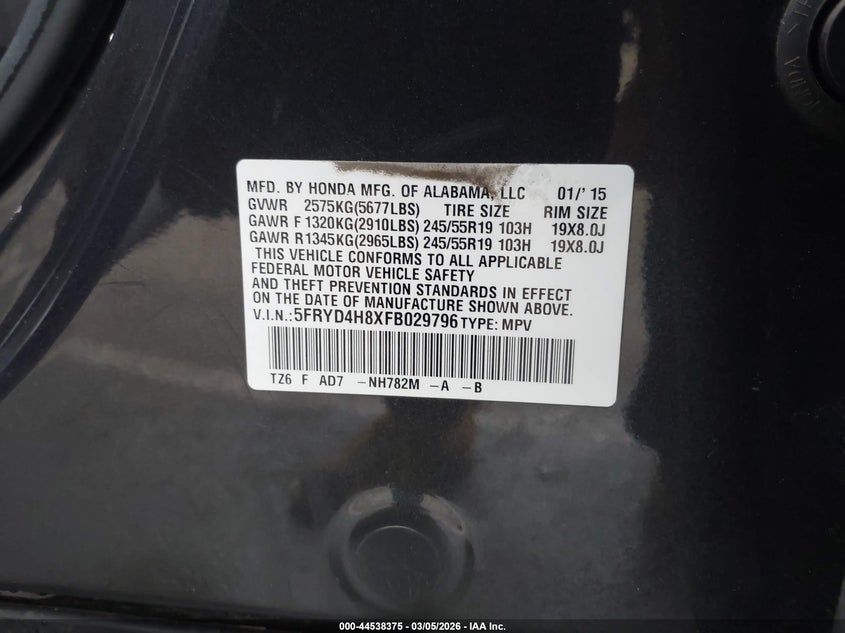 MFD. BY HONDA MFG. OF ALABAMA, LLC 01/' 15
GVWR 2575KG(5677LBS) TIRE SIZE RIM SIZE
GAWR F 1320KG(2910LBS) 245/55R19 103H 19X8.0J
GAWR R1345KG(2965LBS) 245/55R19 103H 19X8.0J
THIS VEHICLE CONFORMS TO ALL APPLICABLE
FEDERAL MOTOR VEHICLE SAFETY
AND THEFT PREVENTION STANDARDS IN EFFECT
ON THE DATE OF MANUFACTURE SHOWN ABOVE.
V.I.N.:5FRYD4H8XFB029796 TYPE: MPV
TZ6 F AD7 -NH782M -A -B
000-44538375 — 03/05/2026 — IAA Inc.